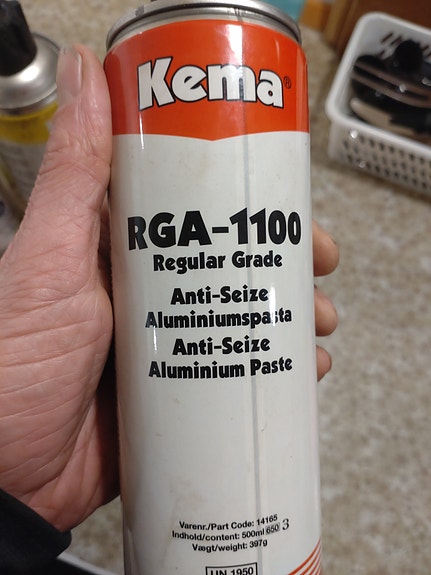 Kema®
RGA-1100
Regular Grade
Anti-Seize
Aluminiumspasta
Anti-Seize
Aluminium Paste
Varenr./Part Code: 14165
Indhold/content: 500ml 650 3
Vægt/weight: 397g
UN 1950